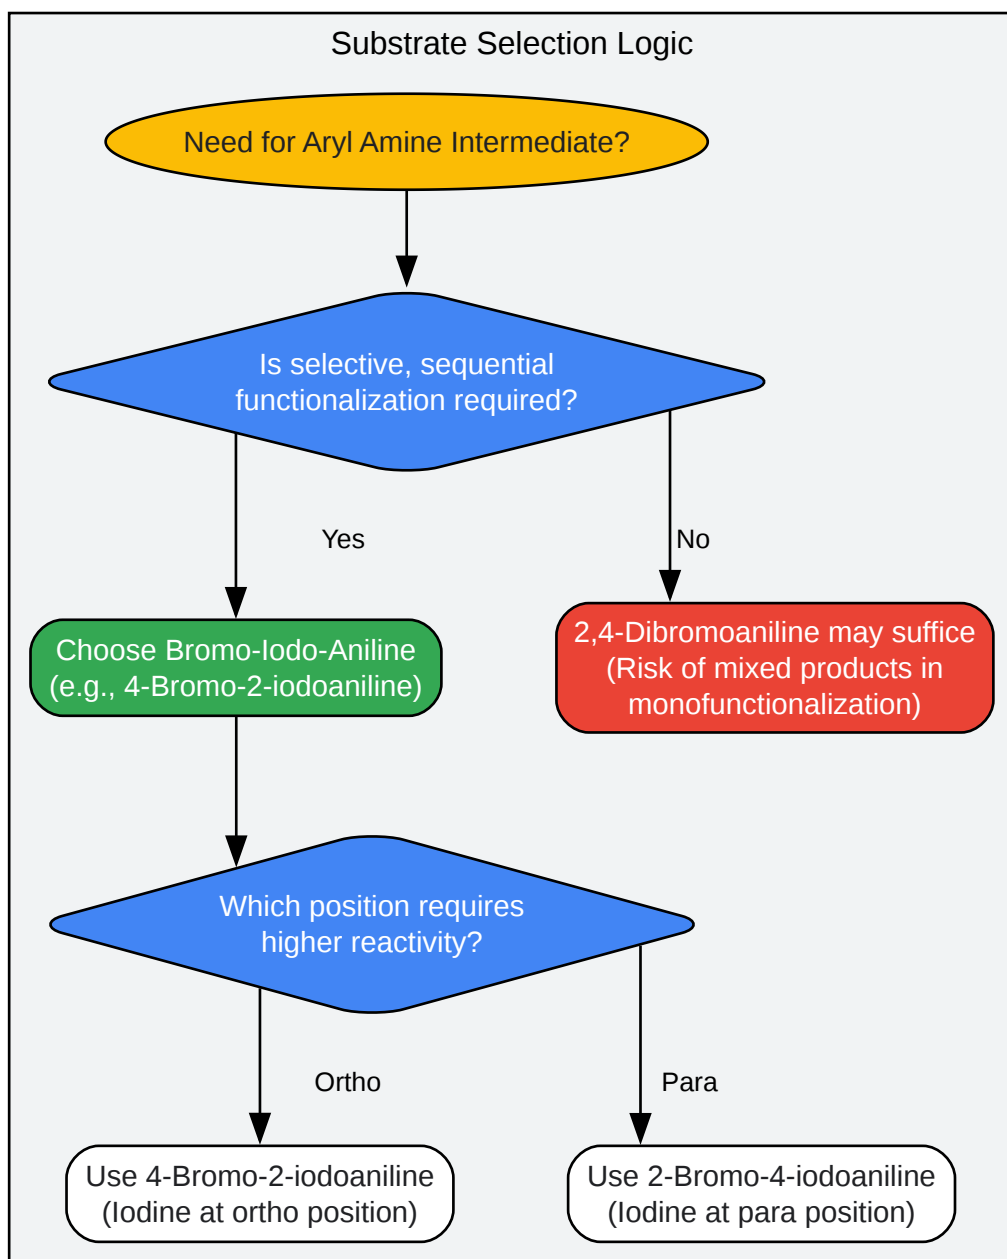 Substrate Selection Logic
Need for Aryl Amine Intermediate?
Is selective, sequential
functionalization required?
Yes
No
Choose Bromo-Iodo-Aniline
(e.g., 4-Bromo-2-iodoaniline)
2,4-Dibromoaniline may suffice
(Risk of mixed products in
monofunctionalization)
Which position requires
higher reactivity?
Ortho
Para
Use 4-Bromo-2-iodoaniline
(Iodine at ortho position)
Use 2-Bromo-4-iodoaniline
(Iodine at para position)